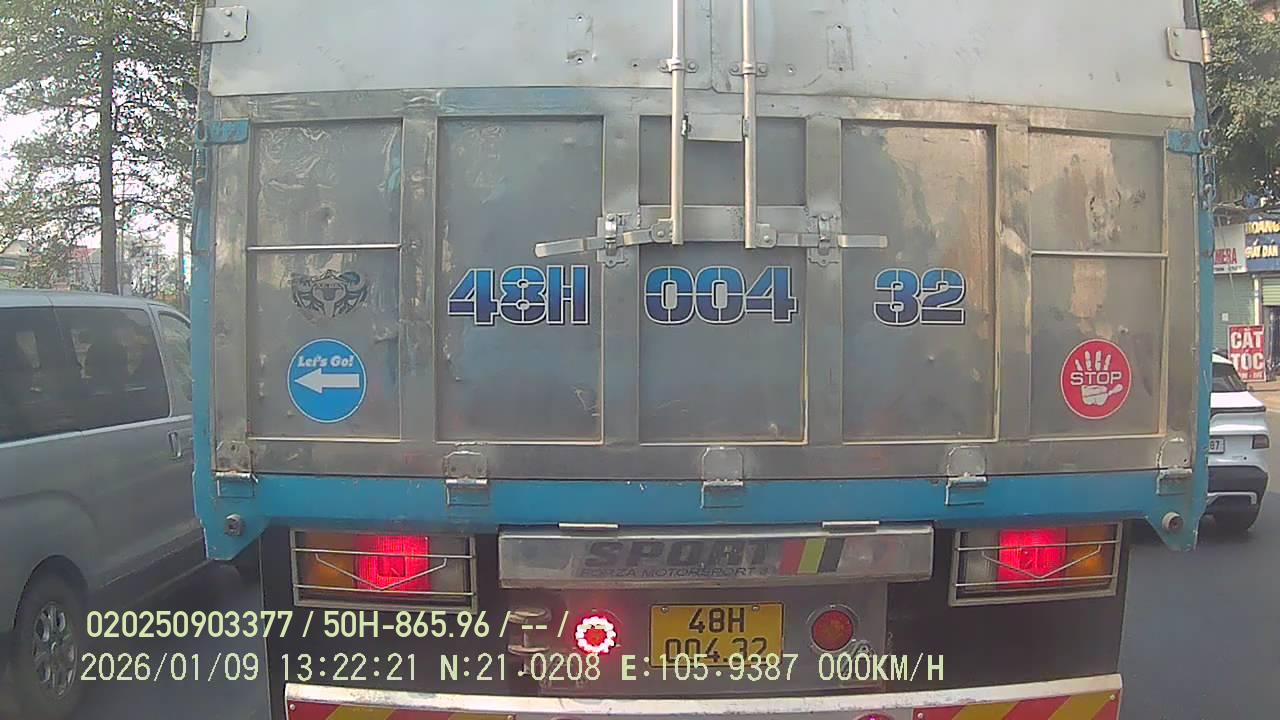 48H 004 32
Let's Go!
STOP
CẮT
TÓC
SPORT
FORZA MOTORSPORT 3
48H
004.32
020250903377 / 50H-865.96 / -- /
2026/01/09 13:22:21 N:21.0208 E:105.9387 000KM/H